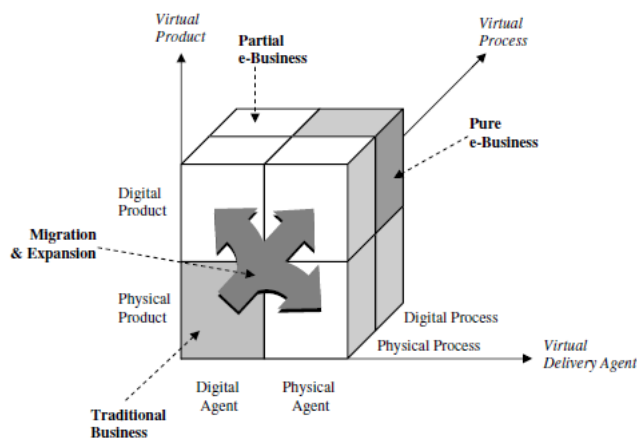 Virtual
Product
Partial
e-Business
Virtual
Process
Pure
e-Business
Digital
Product
Migration
& Expansion
Physical
Product
Digital Process
Physical Process
Virtual
Delivery Agent
Digital
Agent
Physical
Agent
Traditional
Business